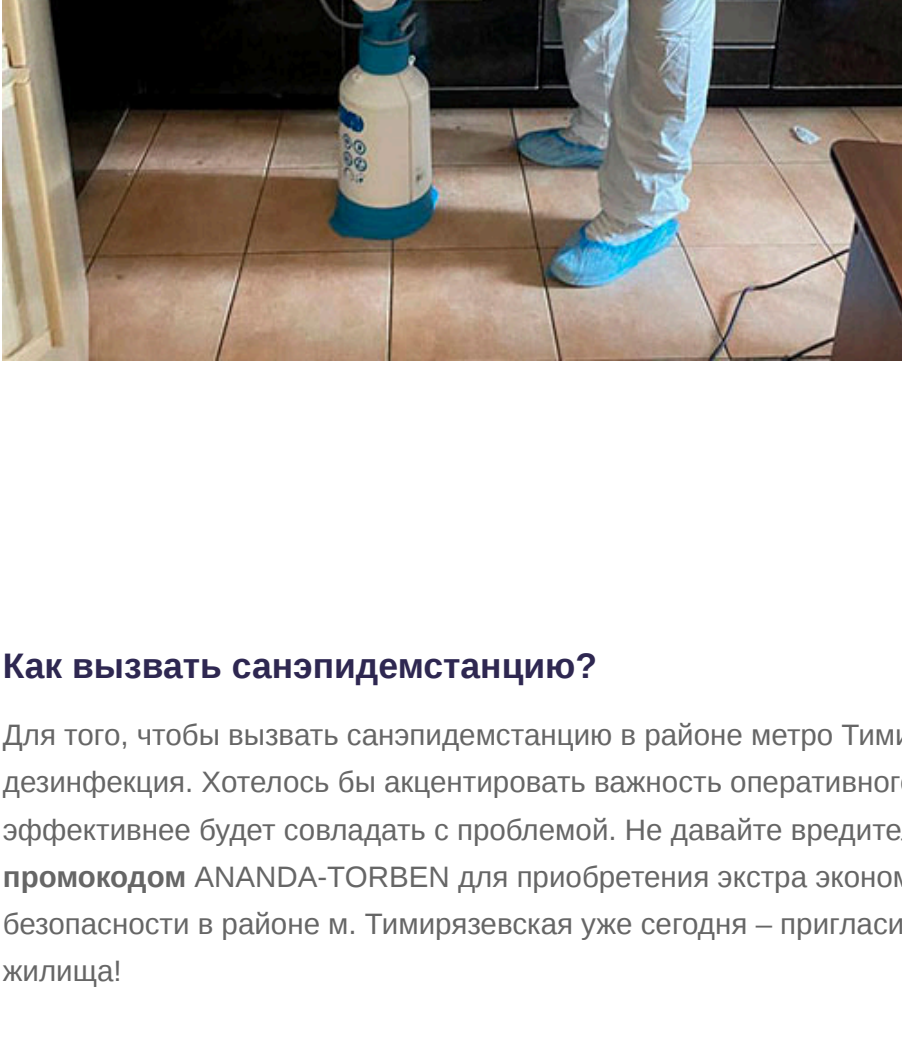 Как вызвать санэпидемстанцию?
Для того, чтобы вызвать санэпидемстанцию в районе метро
дезинфекция. Хотелось бы акцентировать важность
эффективнее будет совладать с проблемой. Не давайте
промокодом ANANDA-TORBEN для приобретения экстра
безопасности в районе м. Тимирязевская уже сегодня –
жилища!